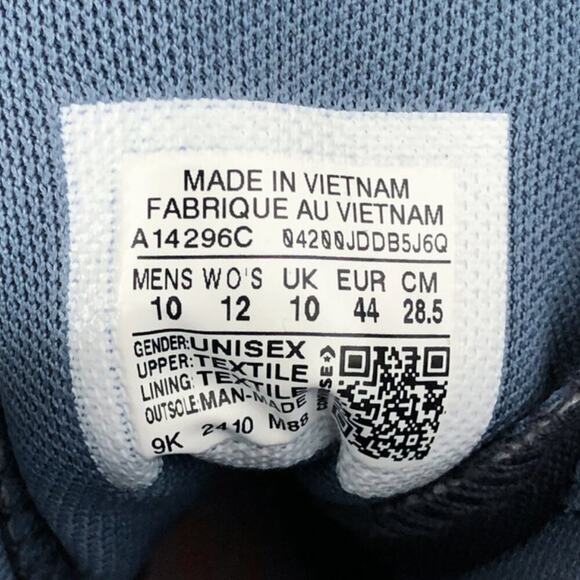 MADE IN VIETNAM
FABRIQUE AU VIETNAM
A14296C 04200JDDB5J6Q
MENS WO'S UK EUR CM
10 12 10 44 28.5
GENDER: UNISEX
UPPER: TEXTILE
LINING: TEXTILE
OUTSOLE: MAN-MADE
9K 2410 M88